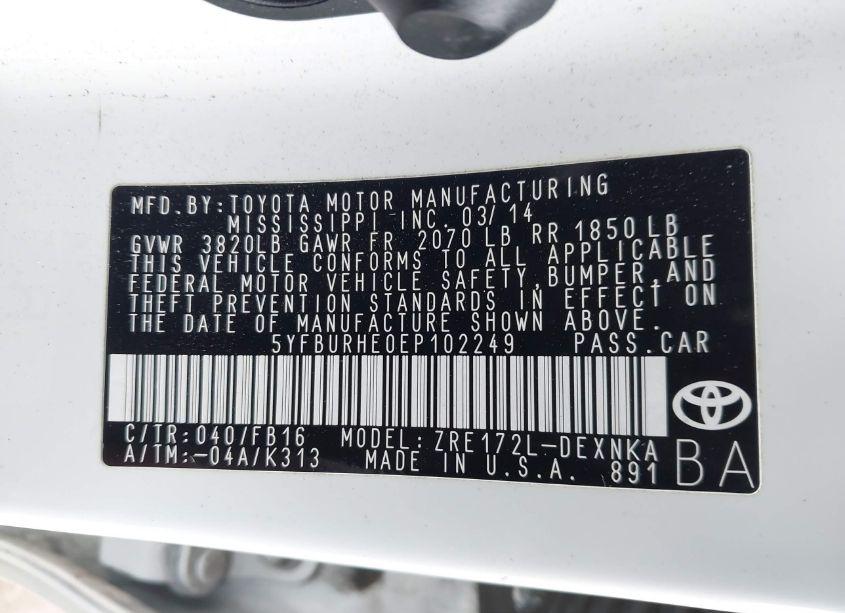 MFD.BY:TOYOTA MOTOR MANUFACTURING
MISSISSIPPI INC. 03/14
GVWR 3820LB GAWR FR 2070 LB RR 1850 LB
THIS VEHICLE CONFORMS TO ALL APPLICABLE
FEDERAL MOTOR VEHICLE SAFETY,BUMPER,AND
THEFT PREVENTION STANDARDS IN EFFECT ON
THE DATE OF MANUFACTURE SHOWN ABOVE.
5YFBURHE0EP102249 PASS.CAR
C/TR:040/FB16 MODEL:ZRE172L-DEXNKA
A/TM:-04A/K313 MADE IN U.S.A. 891 BA